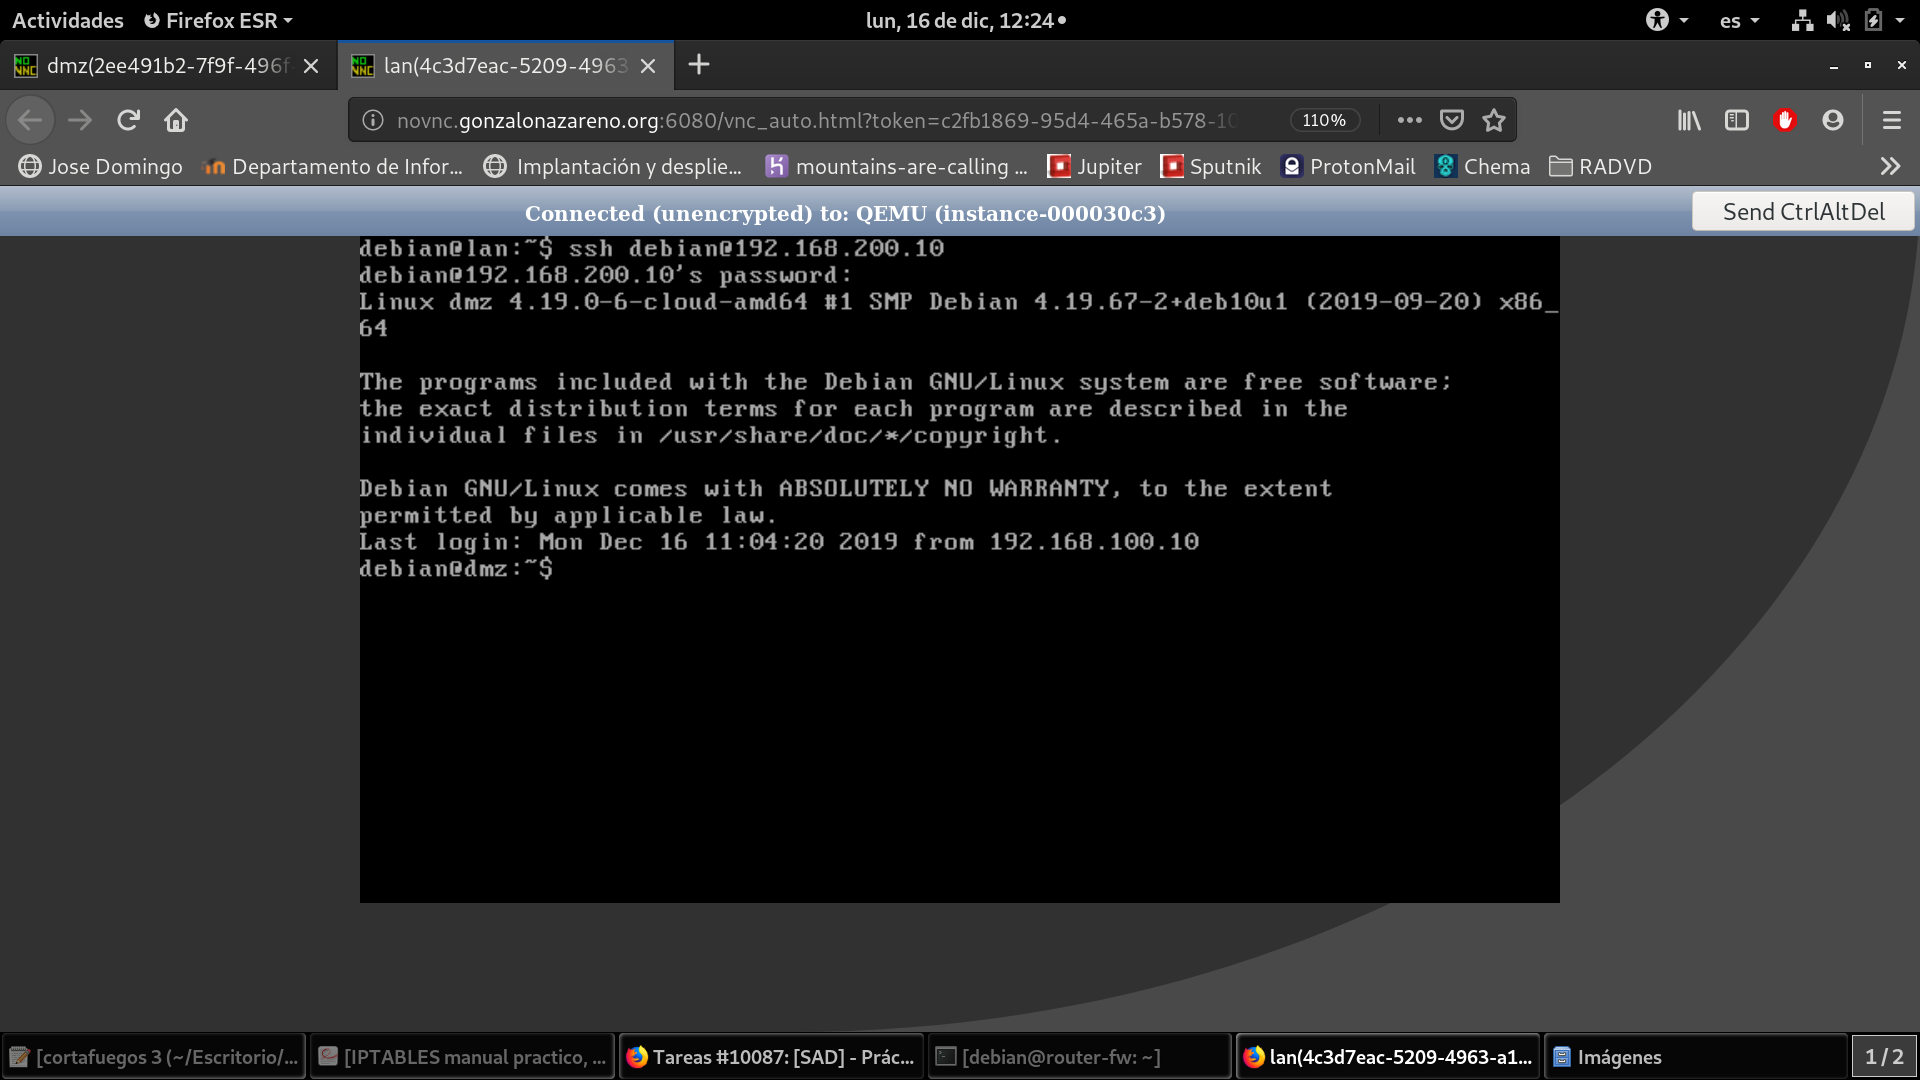 Actividades Firefox ESR lun, 16 de dic, 12:24 es
dmz(2ee491b2-7f9f-496f lan(4c3d7eac-5209-4963
novnc.gonzalonazareno.org:6080/vnc_auto.html?token=c2fb1869-95d4-465a-b578-10 110%
Jose Domingo Departamento de Infor… Implantación y desplie… mountains-are-calling … Jupiter Sputnik ProtonMail Chema RADVD
Connected (unencrypted) to: QEMU (instance-000030c3) Send CtrlAltDel
debian@lan:~$ ssh debian@192.168.200.10
debian@192.168.200.10's password:
Linux dmz 4.19.0-6-cloud-amd64 #1 SMP Debian 4.19.67-2+deb10u1 (2019-09-20) x86_
64
The programs included with the Debian GNU/Linux system are free software;
the exact distribution terms for each program are described in the
individual files in /usr/share/doc/*/copyright.
Debian GNU/Linux comes with ABSOLUTELY NO WARRANTY, to the extent
permitted by applicable law.
Last login: Mon Dec 16 11:04:20 2019 from 192.168.100.10
debian@dmz:~$
[cortafuegos 3 (~/Escritorio/… [IPTABLES manual practico, … Tareas #10087: [SAD] - Prác… [debian@router-fw: ~] lan(4c3d7eac-5209-4963-a1… Imágenes 1 / 2